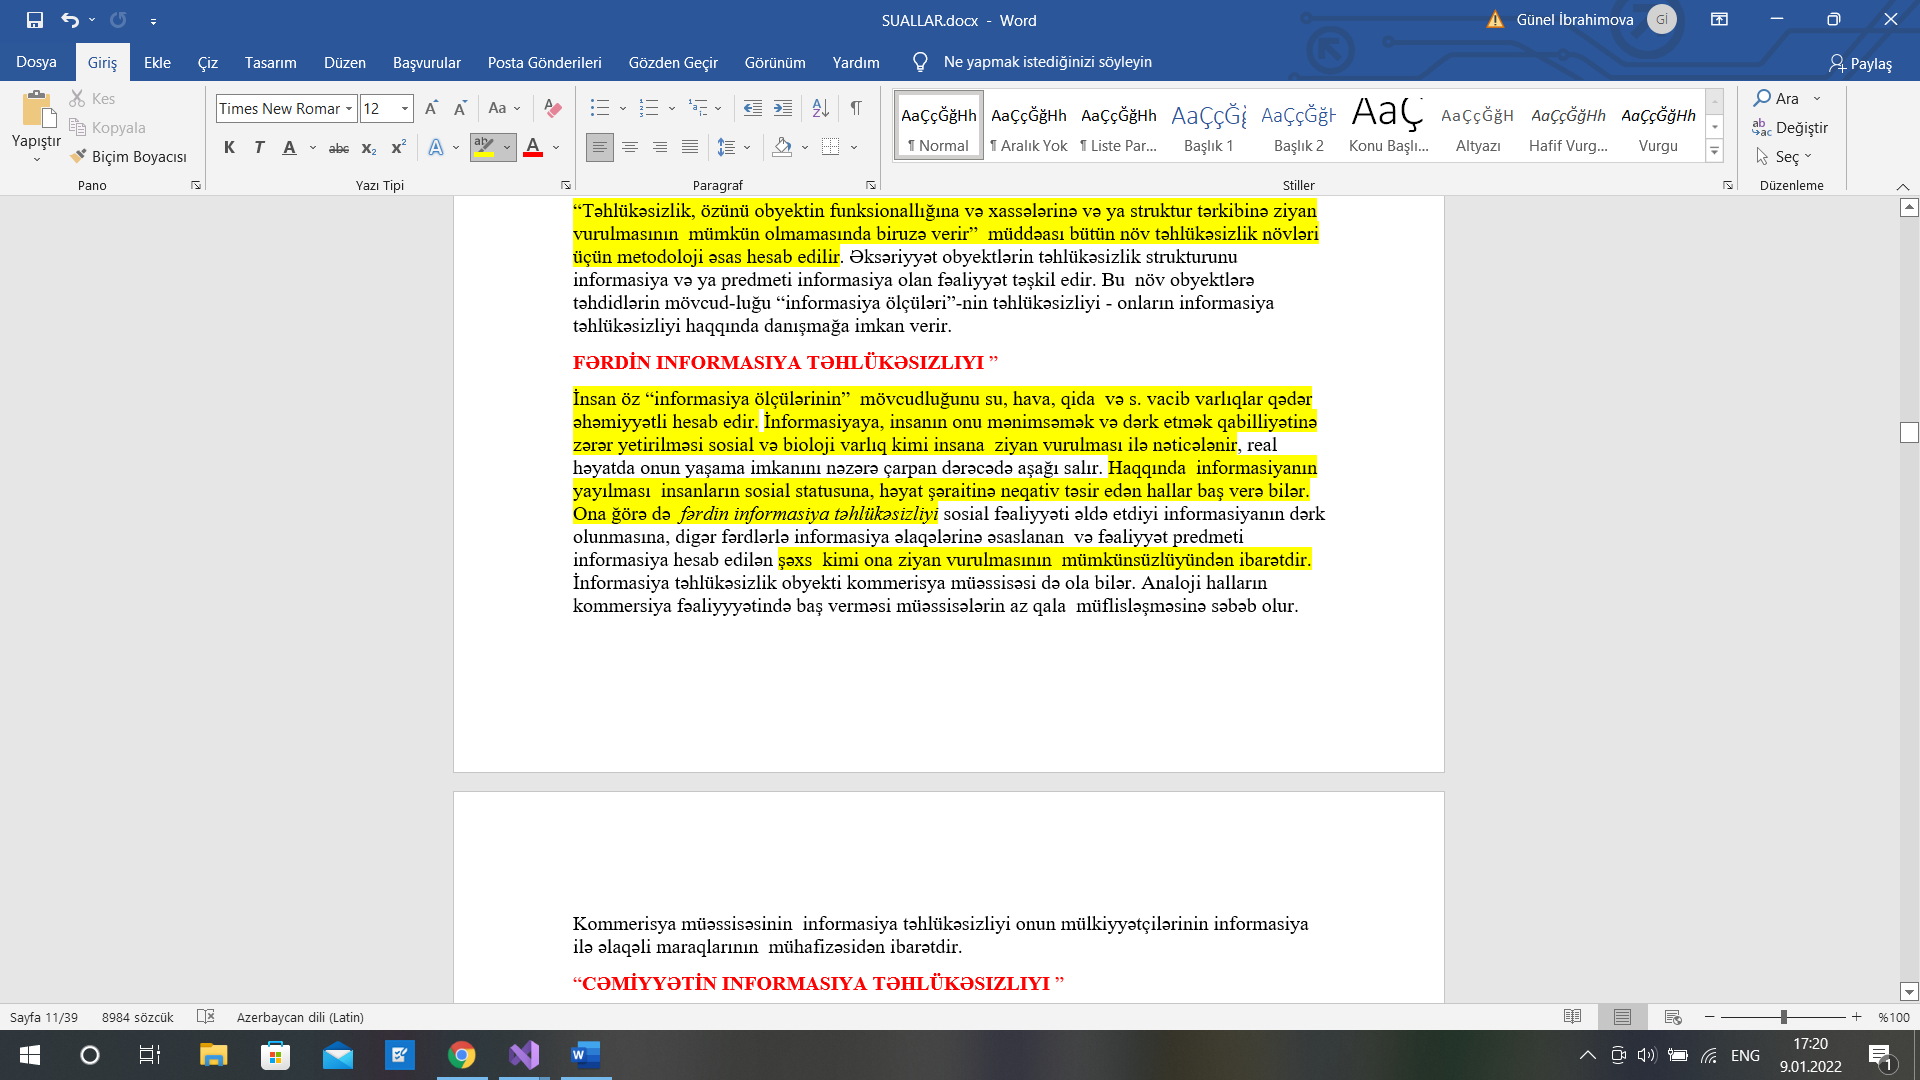 SUALLAR.docx - Word
Günel İbrahimova
Gİ
Dosya
Giriş
Ekle
Çiz
Tasarım
Düzen
Başvurular
Posta Gönderileri
Gözden Geçir
Görünüm
Yardım
Ne yapmak istediğinizi söyleyin
Paylaş
Yapıştır
Kes
Kopyala
Biçim Boyacısı
Pano
Times New Romar
12
Yazı Tipi
Paragraf
AaÇçĞğHh
AaÇçĞğHh
AaÇçĞğHh
AaÇçĞğ
AaÇçĞğH
AaÇ
AaÇçĞğH
AaÇçĞğHh
AaÇçĞğHh
¶ Normal
¶ Aralık Yok
¶ Liste Par...
Başlık 1
Başlık 2
Konu Başlı...
Altyazı
Hafif Vurg...
Vurgu
Stiller
Ara
Değiştir
Seç
Düzenleme
“Təhlükəsizlik, özünü obyektin funksionallığına və xassələrinə və ya struktur tərkibinə ziyan
vurulmasının mümkün olmamasında biruzə verir” müddəası bütün növ təhlükəsizlik növləri
üçün metodoloji əsas hesab edilir. Əksəriyyət obyektlərin təhlükəsizlik strukturunu
informasiya və ya predmeti informasiya olan fəaliyyət təşkil edir. Bu növ obyektlərə
təhdidlərin mövcud-luğu “informasiya ölçüləri”-nin təhlükəsizliyi - onların informasiya
təhlükəsizliyi haqqında danışmağa imkan verir.
FƏRDİN INFORMASIYA TƏHLÜKƏSIZLIYI ”
İnsan öz “informasiya ölçülərinin” mövcudluğunu su, hava, qida və s. vacib varlıqlar qədər
əhəmiyyətli hesab edir. İnformasiyaya, insanın onu mənimsəmək və dərk etmək qabilliyətinə
zərər yetirilməsi sosial və bioloji varlıq kimi insana ziyan vurulması ilə nəticələnir, real
həyatda onun yaşama imkanını nəzərə çarpan dərəcədə aşağı salır. Haqqında informasiyanın
yayılması insanların sosial statusuna, həyat şəraitinə neqativ təsir edən hallar baş verə bilər.
Ona ğörə də fərdin informasiya təhlükəsizliyi sosial fəaliyyəti əldə etdiyi informasiyanın dərk
olunmasına, digər fərdlərlə informasiya əlaqələrinə əsaslanan və fəaliyyət predmeti
informasiya hesab edilən şəxs kimi ona ziyan vurulmasının mümkünsüzlüyündən ibarətdir.
İnformasiya təhlükəsizlik obyekti kommerisya müəssisəsi də ola bilər. Analoji halların
kommersiya fəaliyyyətində baş verməsi müəssisələrin az qala müflisləşməsinə səbəb olur.
Kommerisya müəssisəsinin informasiya təhlükəsizliyi onun mülkiyyətçilərinin informasiya
ilə əlaqəli maraqlarının mühafizəsidən ibarətdir.
“CƏMİYYƏTİN INFORMASIYA TƏHLÜKƏSIZLIYI ”
Sayfa 11/39
8984 sözcük
Azerbaycan dili (Latin)
%100
ENG
17:20
9.01.2022
1